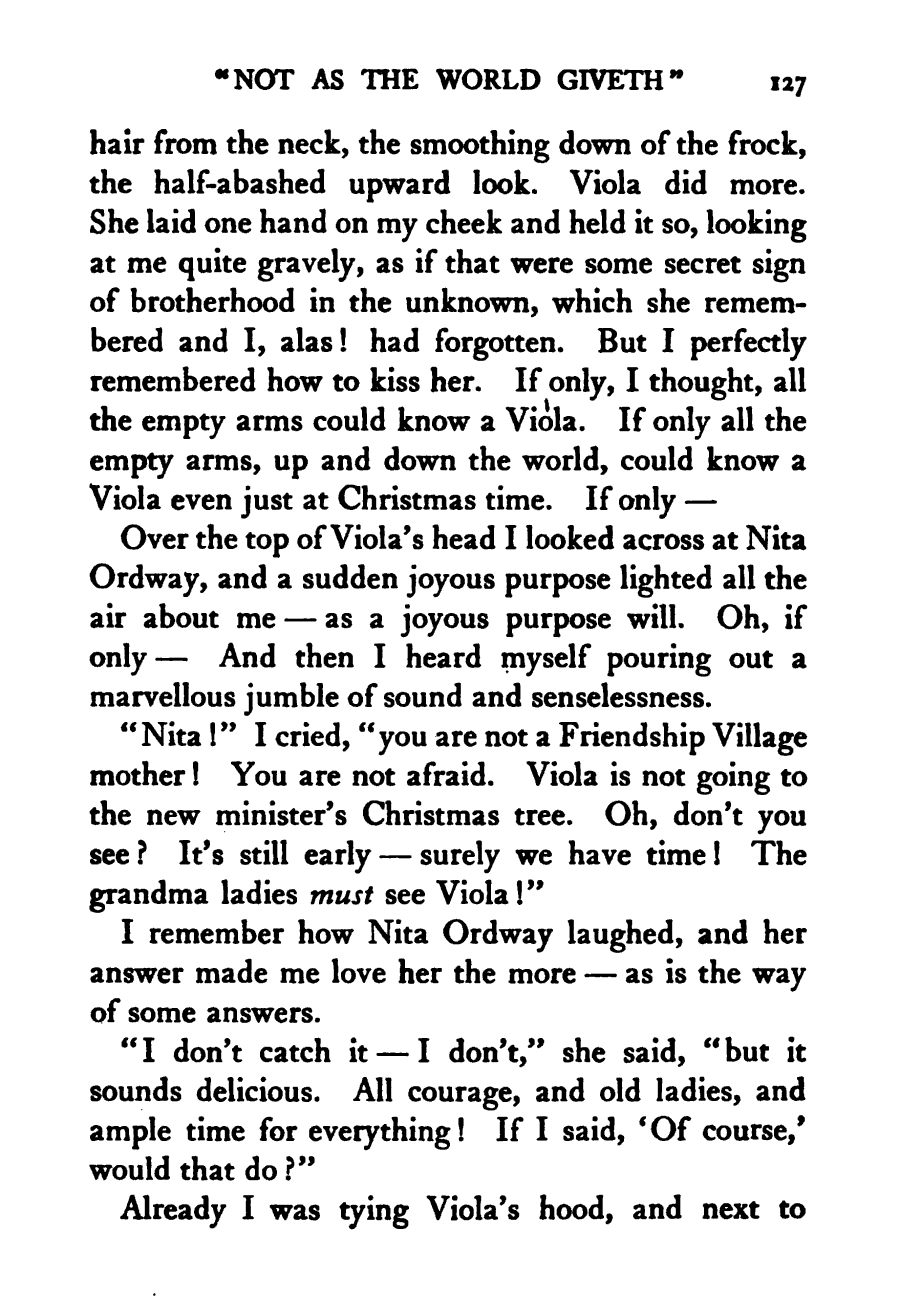 "NOT AS THE WORLD GIVETH" 127
hair from the neck, the smoothing down of the frock,
the half-abashed upward look. Viola did more.
She laid one hand on my cheek and held it so, looking
at me quite gravely, as if that were some secret sign
of brotherhood in the unknown, which she remem-
bered and I, alas! had forgotten. But I perfectly
remembered how to kiss her. If only, I thought, all
the empty arms could know a Viola. If only all the
empty arms, up and down the world, could know a
Viola even just at Christmas time. If only —
Over the top of Viola's head I looked across at Nita
Ordway, and a sudden joyous purpose lighted all the
air about me — as a joyous purpose will. Oh, if
only — And then I heard myself pouring out a
marvellous jumble of sound and senselessness.
"Nita!" I cried, "you are not a Friendship Village
mother! You are not afraid. Viola is not going to
the new minister's Christmas tree. Oh, don't you
see? It's still early — surely we have time! The
grandma ladies must see Viola!"
I remember how Nita Ordway laughed, and her
answer made me love her the more — as is the way
of some answers.
"I don't catch it — I don't," she said, "but it
sounds delicious. All courage, and old ladies, and
ample time for everything! If I said, 'Of course,'
would that do?"
Already I was tying Viola's hood, and next to